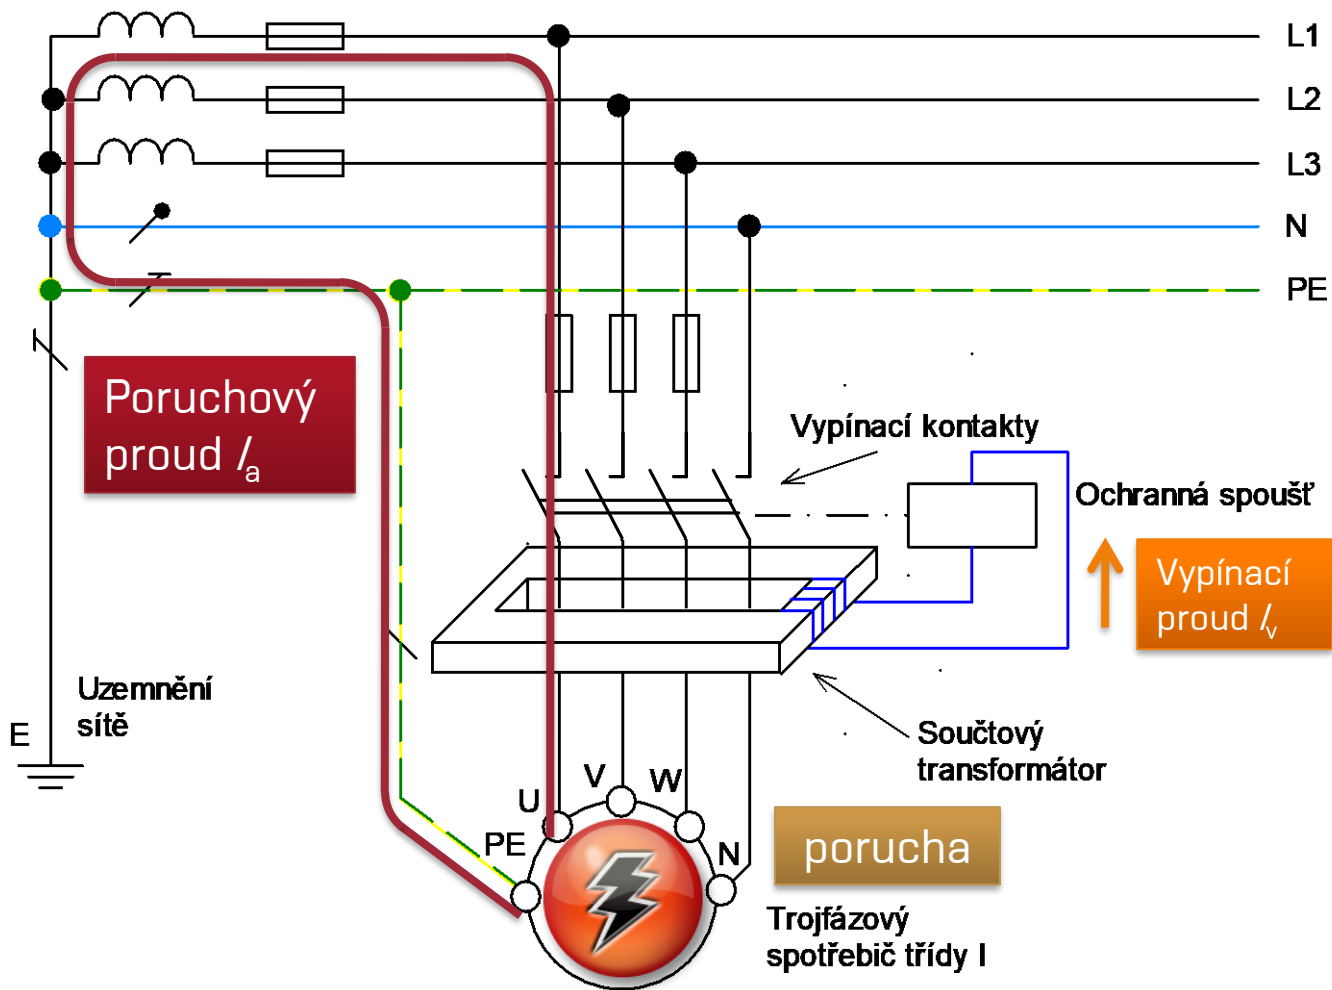 L1
L2
L3
N
PE
Poruchový
proud Ia
Vypínací kontakty
Ochranná spoušť
Vypínací
proud Iv
Uzemnění
sítě
E
Součtový
transformátor
U
V
W
PE
N
porucha
Trojfázový
spotřebič třídy I